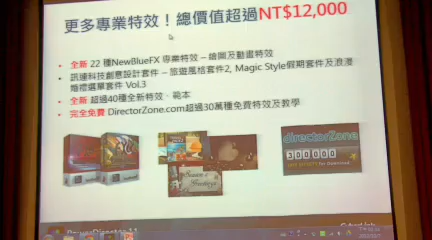 更多專業特效！總價值超過NT$12,000
• 全新 22 種NewBlueFX 專業特效 – 繪圖及動畫特效
• 訊連科技創意設計套件 – 旅遊風格套件2, Magic Style假期套件及浪漫
婚禮選單套件 Vol.3
• 全新 超過40種全新特效、範本
• 完全免費 DirectorZone.com超過30萬種免費特效及教學
directorZone
300000
Season's
Greetings
PowerDirector 11